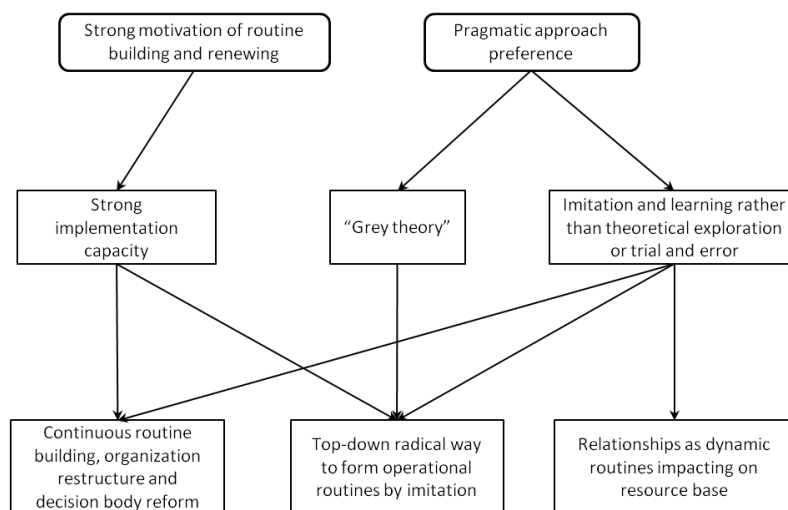 Strong motivation of routine
building and renewing
Pragmatic approach
preference
Strong
implementation
capacity
“Grey theory”
Imitation and learning rather
than theoretical exploration
or trial and error
Continuous routine
building, organization
restructure and
decision body reform
Top-down radical way
to form operational
routines by imitation
Relationships as dynamic
routines impacting on
resource base